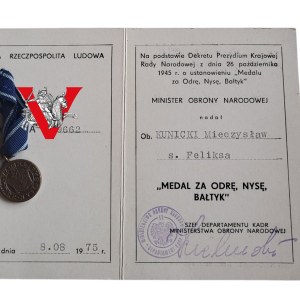 RZECZPOSPOLITA LUDOWA
V
6662
dnia 8.08 1975
Na podstawie Dekretu Prezydium Krajowej
Rady Narodowej z dnia 26 października
1945 r o ustanowieniu „Medalu
za Odrę, Nysę, Bałtyk"
MINISTER OBRONY NARODOWEJ
nadał
Ob. KUNICKI Mieczysław
s. Feliksa
„MEDAL ZA ODRĘ, NYSĘ,
BAŁTYK"
SZEF DEPARTAMENTU KADR
MINISTERSTWA OBRONY NARODOWEJ